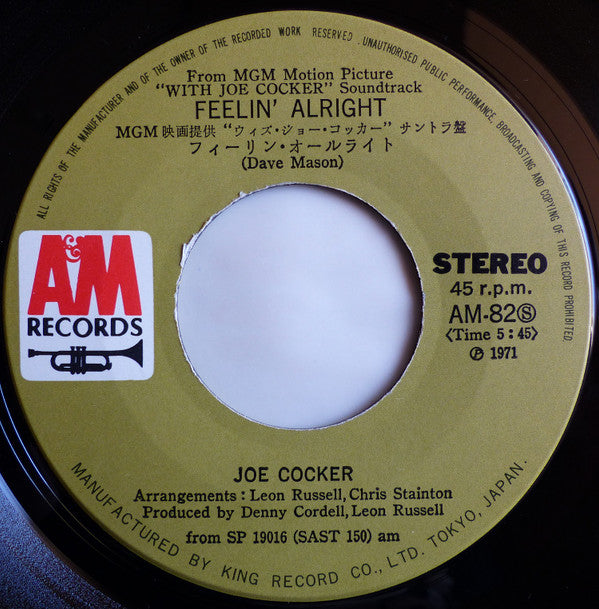 ALL RIGHTS OF THE MANUFACTURER AND OF THE OWNER OF THE RECORDED WORK RESERVED. UNAUTHORISED PUBLIC PERFORMANCE, BROADCASTING AND COPYING OF THIS RECORD PROHIBITED.
From MGM Motion Picture
"WITH JOE COCKER" Soundtrack
FEELIN' ALRIGHT
MGM 映画提供 "ウィズ・ジョー・コッカー" サントラ盤
フィーリン・オールライト
(Dave Mason)
A&M
RECORDS
STEREO
45 r.p.m.
AM-82Ⓢ
〈Time 5:45〉
℗ 1971
JOE COCKER
Arrangements : Leon Russell, Chris Stainton
Produced by Denny Cordell, Leon Russell
from SP 19016 (SAST 150) am
MANUFACTURED BY KING RECORD CO., LTD. TOKYO, JAPAN.